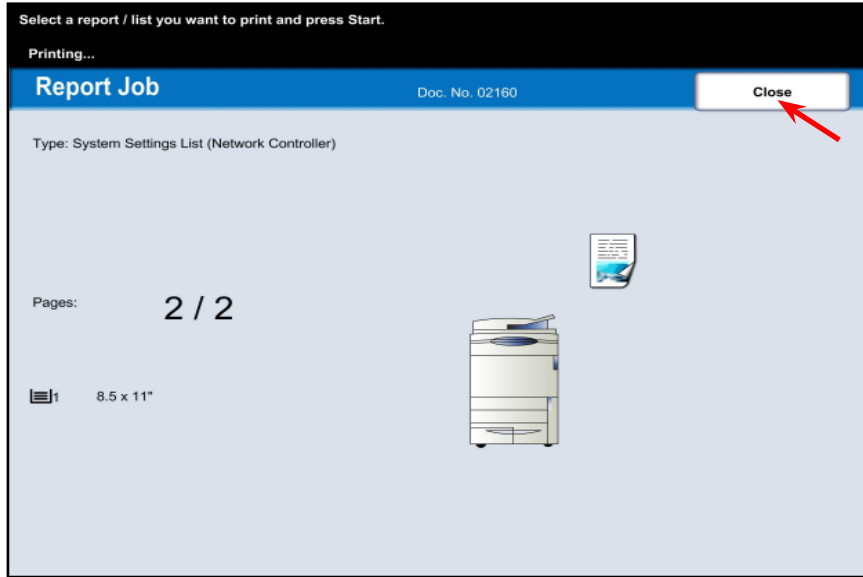 Select a report / list you want to print and press Start.
Printing...
Report Job
Doc. No. 02160
Close
Type: System Settings List (Network Controller)
Pages:
2 / 2
1
8.5 x 11"